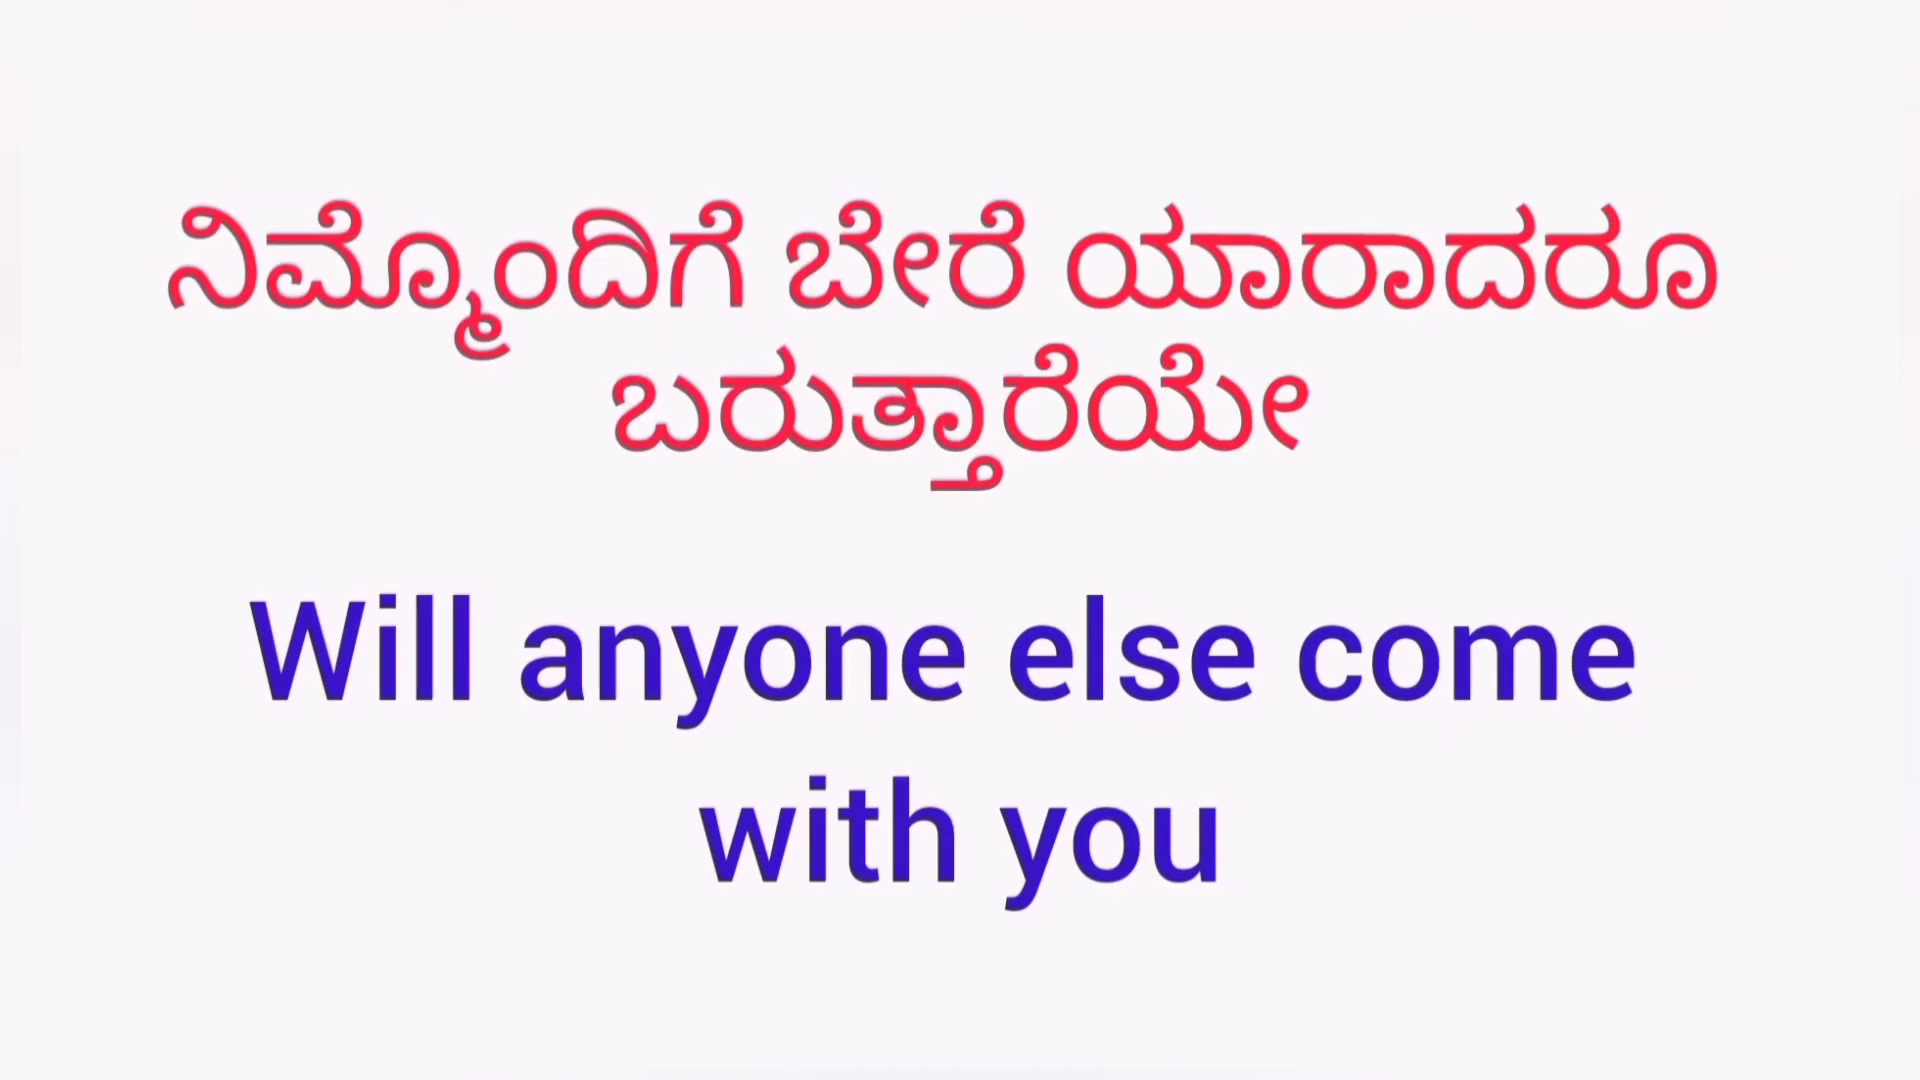 ನಿಮ್ಮೊಂದಿಗೆ ಬೇರೆ ಯಾರಾದರೂ
ಬರುತ್ತಾರೆಯೇ
Will anyone else come
with you